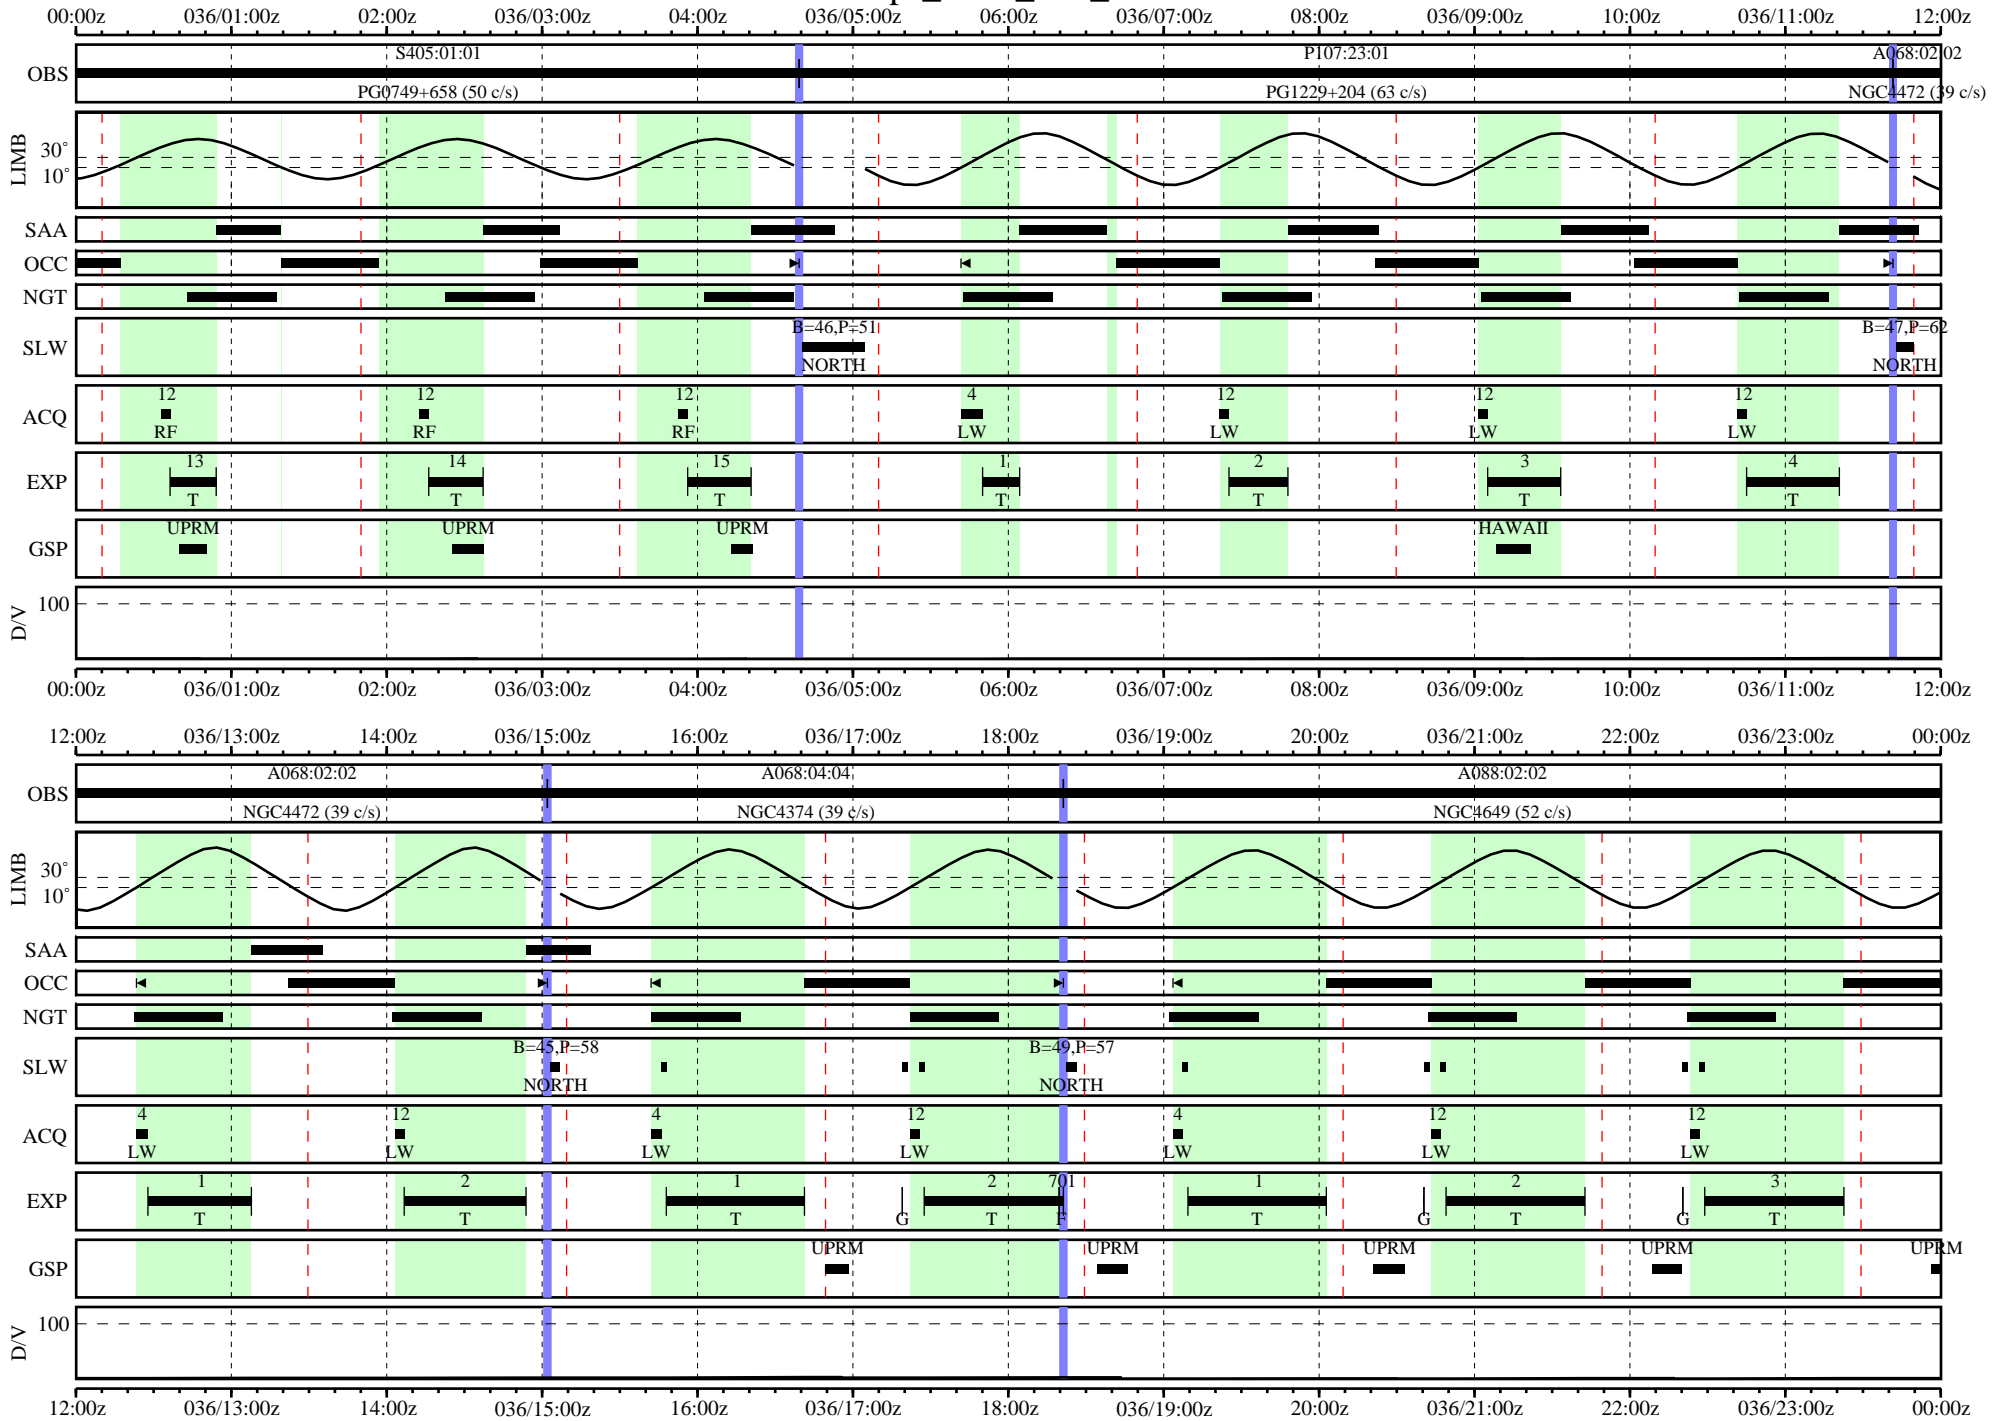 00:00z 036/01:00z 02:00z 036/03:00z 04:00z 036/05:00z 06:00z 036/07:00z 08:00z 036/09:00z 10:00z 036/11:00z 12:00z
S405:01:01 P107:23:01 A068:02:02
OBS
PG0749+658 (50 c/s) PG1229+204 (63 c/s) NGC4472 (39 c/s)
LIMB 30° 10°
SAA
OCC
NGT
B=46,P=51 B=47,P=62
SLW
NORTH NORTH
12 12 12 4 12 12 12
ACQ
RF RF RF LW LW LW LW
13 14 15 1 2 3 4
EXP
T T T T T T T
UPRM UPRM UPRM HAWAII
GSP
D/V 100
00:00z 036/01:00z 02:00z 036/03:00z 04:00z 036/05:00z 06:00z 036/07:00z 08:00z 036/09:00z 10:00z 036/11:00z 12:00z
12:00z 036/13:00z 14:00z 036/15:00z 16:00z 036/17:00z 18:00z 036/19:00z 20:00z 036/21:00z 22:00z 036/23:00z 00:00z
A068:02:02 A068:04:04 A088:02:02
OBS
NGC4472 (39 c/s) NGC4374 (39 c/s) NGC4649 (52 c/s)
LIMB 30° 10°
SAA
OCC
NGT
B=45,P=58 B=49,P=57
SLW
NORTH NORTH
4 12 4 12 4 12 12
ACQ
LW LW LW LW LW LW LW
1 2 1 2 701 1 2 3
EXP
T T T G T F T G T G T
UPRM UPRM UPRM UPRM UPRM
GSP
D/V 100
12:00z 036/13:00z 14:00z 036/15:00z 16:00z 036/17:00z 18:00z 036/19:00z 20:00z 036/21:00z 22:00z 036/23:00z 00:00z